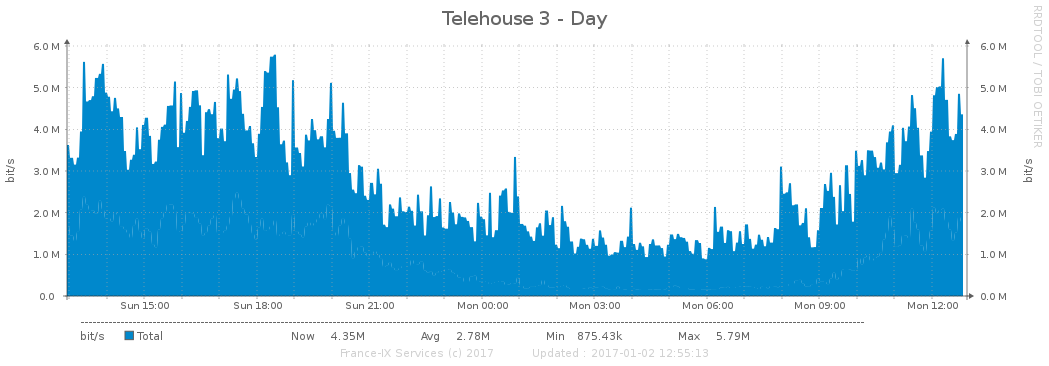 Telehouse 3 - Day
RRDTOOL / TOBI OETIKER
6.0 M 6.0 M
5.0 M 5.0 M
4.0 M 4.0 M
3.0 M 3.0 M
2.0 M 2.0 M
1.0 M 1.0 M
0.0 0.0 M
bit/s bit/s
Sun 15:00 Sun 18:00 Sun 21:00 Mon 00:00 Mon 03:00 Mon 06:00 Mon 09:00 Mon 12:00
bit/s Total Now 4.35M Avg 2.78M Min 875.43k Max 5.79M
France-IX Services (c) 2017 Updated : 2017-01-02 12:55:13